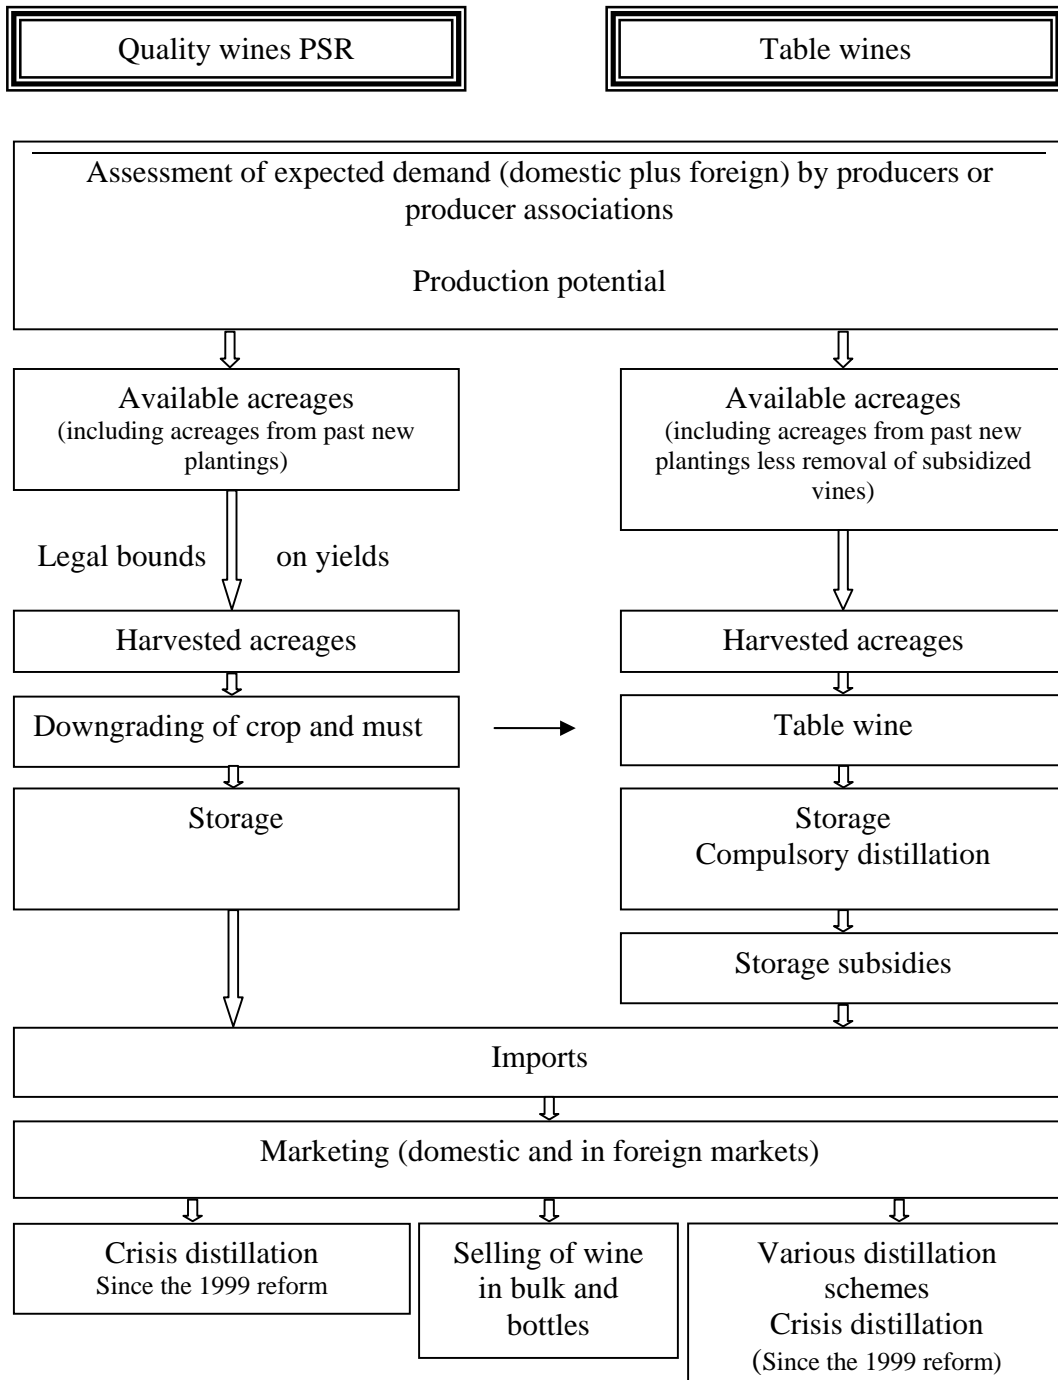 Quality wines PSR
Table wines
Assessment of expected demand (domestic plus foreign) by producers or
producer associations
Production potential
Available acreages
(including acreages from past new
plantings)
Available acreages
(including acreages from past new
plantings less removal of subsidized
vines)
Legal bounds on yields
Harvested acreages
Harvested acreages
Downgrading of crop and must
Table wine
Storage
Storage
Compulsory distillation
Storage subsidies
Imports
Marketing (domestic and in foreign markets)
Crisis distillation
Since the 1999 reform
Selling of wine
in bulk and
bottles
Various distillation
schemes
Crisis distillation
(Since the 1999 reform)